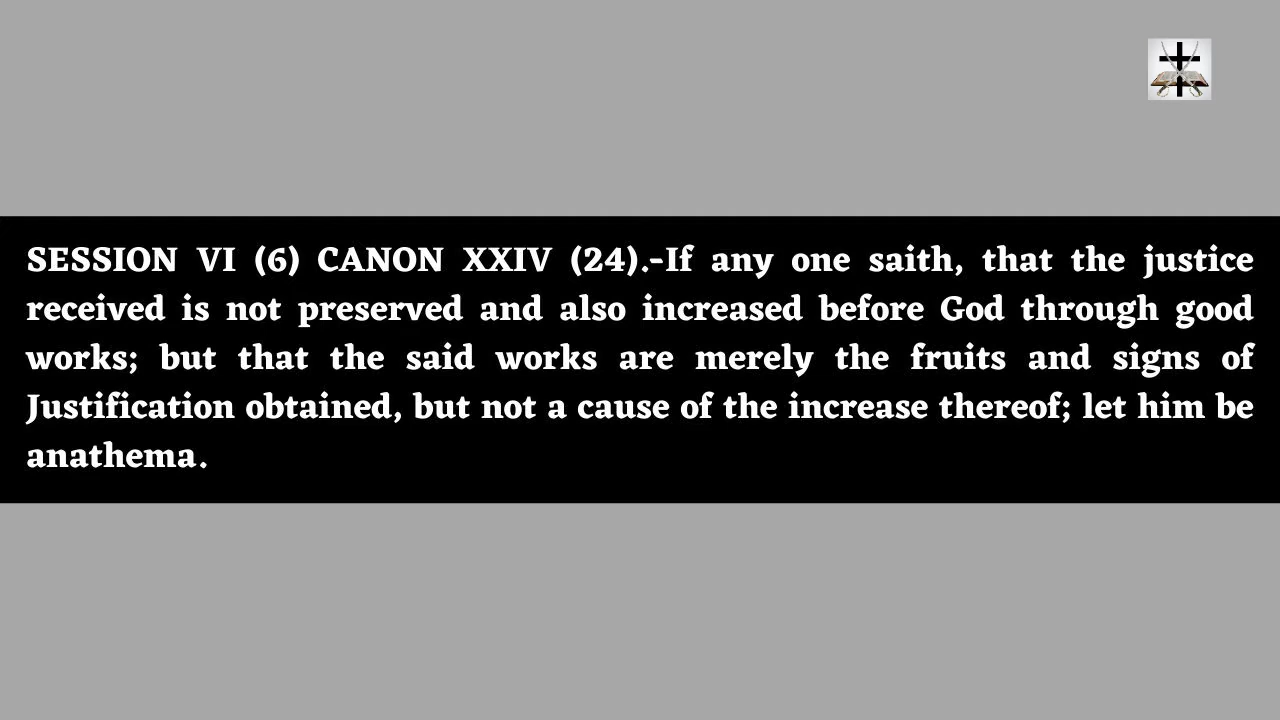 SESSION VI (6) CANON XXIV (24).-If any one saith, that the justice
received is not preserved and also increased before God through good
works; but that the said works are merely the fruits and signs of
Justification obtained, but not a cause of the increase thereof; let him be
anathema.